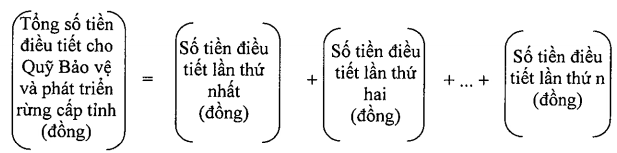 Tổng số tiền
điều tiết cho
Quỹ Bảo vệ
và phát triển
rừng cấp tỉnh
(đồng)
=
Số tiền điều
tiết lần thứ
nhất
(đồng)
+
Số tiền điều
tiết lần thứ
hai
(đồng)
+ ... +
Số tiền điều
tiết lần thứ n
(đồng)